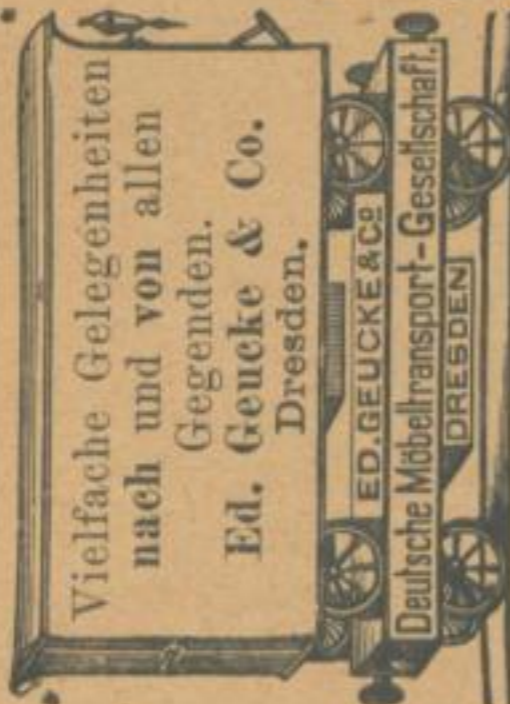 Vielfache Gelegenheiten
nach und von allen
Gegenden.
Ed. Geucke & Co.
Dresden.
ED. GEUCKE & Co
Deutsche Möbeltransport-Gesellschaft.
DRESDEN